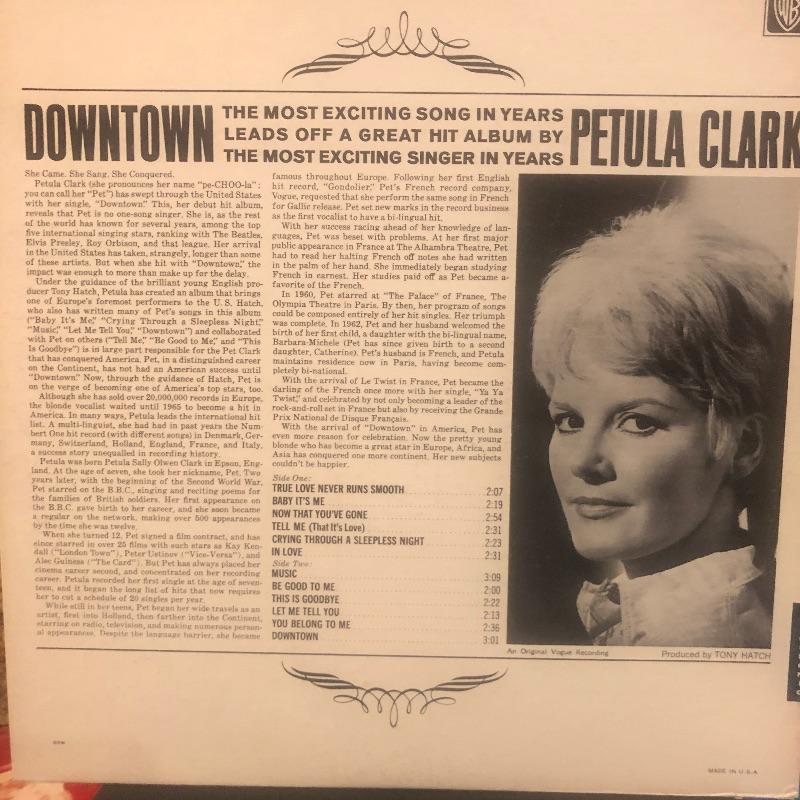 WB
DOWNTOWN
THE MOST EXCITING SONG IN YEARS
LEADS OFF A GREAT HIT ALBUM BY
THE MOST EXCITING SINGER IN YEARS
PETULA CLARK
She Came. She Sang. She Conquered.
Petula Clark (she pronounces her name "pe-CHOO-la":
you can call her "Pet") has swept through the United States
with her single, "Downtown." This, her debut hit album,
reveals that Pet is no one-song singer. She is, as the rest
of the world has known for several years, among the top
five international singing stars, ranking with The Beatles,
Elvis Presley, Roy Orbison, and that league. Her arrival
in the United States has taken, strangely, longer than some
of these artists. But when she hit with "Downtown," the
impact was enough to more than make up for the delay.
Under the guidance of the brilliant young English pro-
ducer Tony Hatch, Petula has created an album that brings
one of Europe's foremost performers to the U.S. Hatch,
who also has written many of Pet's songs in this album
("Baby It's Me," "Crying Through a Sleepless Night,"
"Music," "Let Me Tell You," "Downtown") and collaborated
with Pet on others ("Tell Me," "Be Good to Me," and "This
Is Goodbye") is in large part responsible for the Pet Clark
that has conquered America. Pet, in a distinguished career
on the Continent, has not had an American success until
"Downtown." Now, through the guidance of Hatch, Pet is
on the verge of becoming one of America's top stars, too.
Although she has sold over 20,000,000 records in Europe,
the blonde vocalist waited until 1965 to become a hit in
America. In many ways, Petula leads the international hit
list. A multi-linguist, she had had in past years the Num-
bert One hit record (with different songs) in Denmark, Ger-
many, Switzerland, Holland, England, France, and Italy,
a success story unequalled in recording history.
Petula was born Petula Sally Olwen Clark in Epson, Eng-
land. At the age of seven, she took her nickname, Pet. Two
years later, with the beginning of the Second World War,
Pet starred on the B.B.C., singing and reciting poems for
the families of British soldiers. Her first appearance on
the B.B.C. gave birth to her career, and she soon became
a regular on the network, making over 500 appearances
by the time she was twelve.
When she turned 12, Pet signed a film contract, and has
since starred in over 25 films with such stars as Kay Ken-
dall ("London Town"), Peter Ustinov ("Vice-Versa"), and
Alec Guiness ("The Card"). But Pet has always placed her
cinema career second, and concentrated on her recording
career. Petula recorded her first single at the age of seven-
teen, and it began the long list of hits that now requires
her to cut a schedule of 20 singles per year.
While still in her teens, Pet began her wide travels as an
artist, first into Holland, then farther into the Continent,
starring on radio, television, and making numerous person-
al appearances. Despite the language barrier, she became
famous throughout Europe. Following her first English
hit record, "Gondolier," Pet's French record company,
Vogue, requested that she perform the same song in French
for Gallic release. Pet set new marks in the record business
as the first vocalist to have a bi-lingual hit.
With her success racing ahead of her knowledge of lan-
guages, Pet was beset with problems. At her first major
public appearance in France at The Alhambra Theatre, Pet
had to read her halting French off notes she had written
in the palm of her hand. She immediately began studying
French in earnest. Her studies paid off as Pet became a
favorite of the French.
In 1960, Pet starred at "The Palace" of France, The
Olympia Theatre in Paris. By then, her program of songs
could be composed entirely of her hit singles. Her triumph
was complete. In 1962, Pet and her husband welcomed the
birth of her first child, a daughter with the bi-lingual name,
Barbara-Michele (Pet has since given birth to a second
daughter, Catherine). Pet's husband is French, and Petula
maintains residence now in Paris, having become com-
pletely bi-national.
With the arrival of Le Twist in France, Pet became the
darling of the French once more with her single, "Ya Ya
Twist," and celebrated by not only becoming a leader of the
rock-and-roll set in France but also by receiving the Grande
Prix National de Disque Français.
With the arrival of "Downtown" in America, Pet has
even more reason for celebration. Now the pretty young
blonde who has become a great star in Europe, Africa, and
Asia has conquered one more continent. Her new subjects
couldn't be happier.
Side One:
TRUE LOVE NEVER RUNS SMOOTH 2:07
BABY IT'S ME 2:19
NOW THAT YOU'VE GONE 2:54
TELL ME (That It's Love) 2:31
CRYING THROUGH A SLEEPLESS NIGHT 2:23
IN LOVE 2:31
Side Two:
MUSIC 3:09
BE GOOD TO ME 2:00
THIS IS GOODBYE 2:22
LET ME TELL YOU 2:13
YOU BELONG TO ME 2:36
DOWNTOWN 3:01
An Original Vogue Recording
Produced by TONY HATCH
MADE IN U.S.A